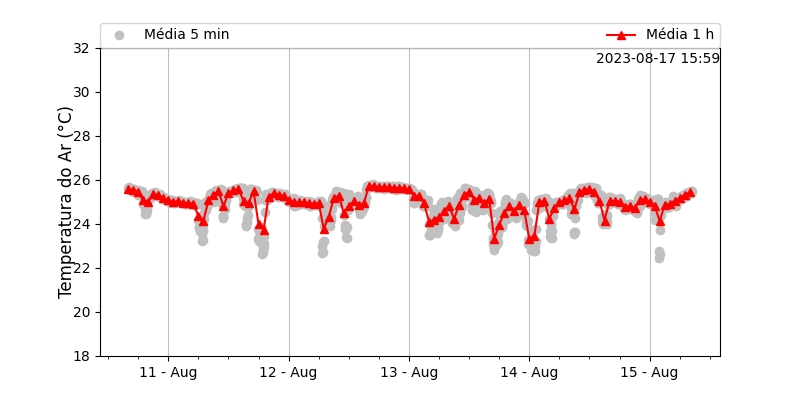 Média 5 min
Média 1 h
2023-08-17 15:59
Temperatura do Ar (°C)
32
30
28
26
24
22
20
18
11 - Aug
12 - Aug
13 - Aug
14 - Aug
15 - Aug